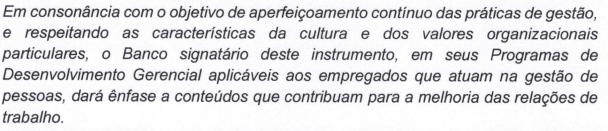 Em consonância com o objetivo de aperfeiçoamento contínuo das práticas de gestão,
e respeitando as características da cultura e dos valores organizacionais
particulares, o Banco signatário deste instrumento, em seus Programas de
Desenvolvimento Gerencial aplicáveis aos empregados que atuam na gestão de
pessoas, dará ênfase a conteúdos que contribuam para a melhoria das relações de
trabalho.